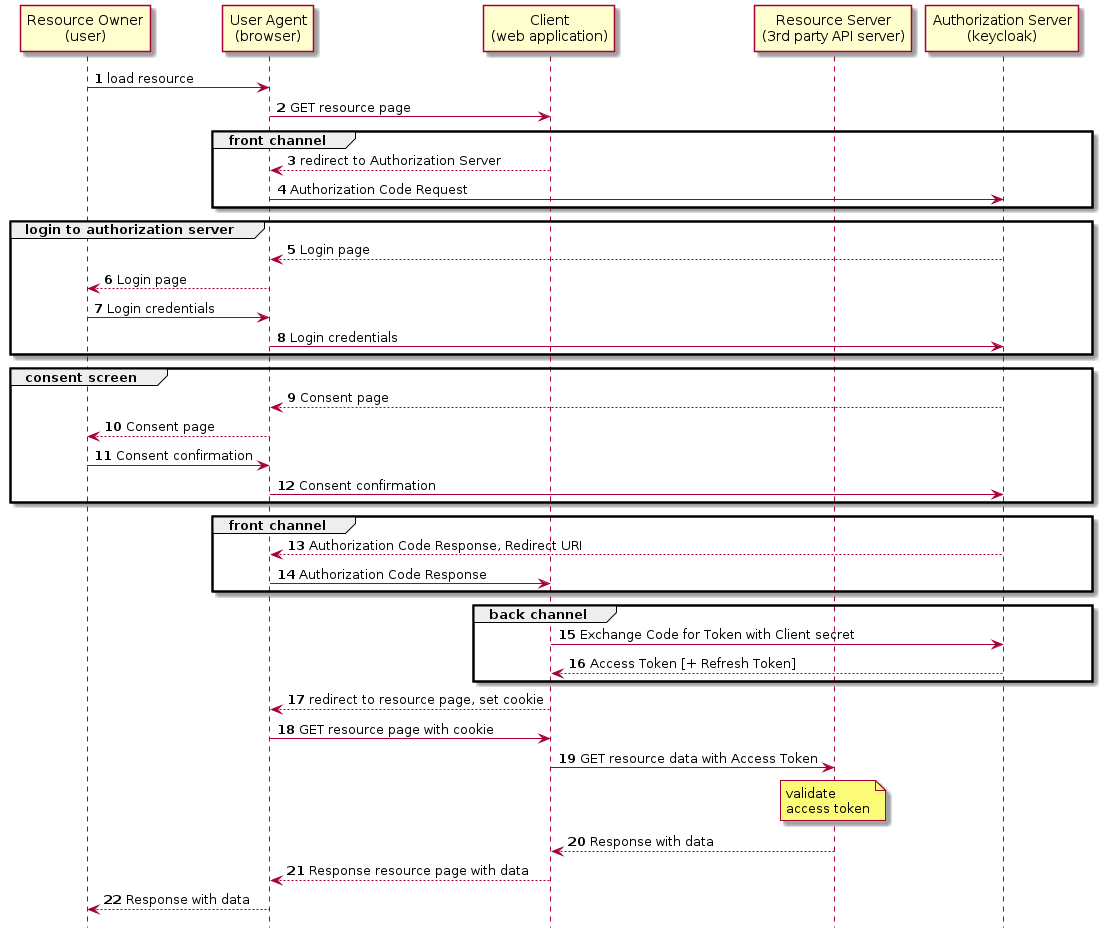 Resource Owner
(user)
User Agent
(browser)
Client
(web application)
Resource Server
(3rd party API server)
Authorization Server
(keycloak)
1 load resource
2 GET resource page
front channel
3 redirect to Authorization Server
4 Authorization Code Request
login to authorization server
5 Login page
6 Login page
7 Login credentials
8 Login credentials
consent screen
9 Consent page
10 Consent page
11 Consent confirmation
12 Consent confirmation
front channel
13 Authorization Code Response, Redirect URI
14 Authorization Code Response
back channel
15 Exchange Code for Token with Client secret
16 Access Token [+ Refresh Token]
17 redirect to resource page, set cookie
18 GET resource page with cookie
19 GET resource data with Access Token
validate
access token
20 Response with data
21 Response resource page with data
22 Response with data